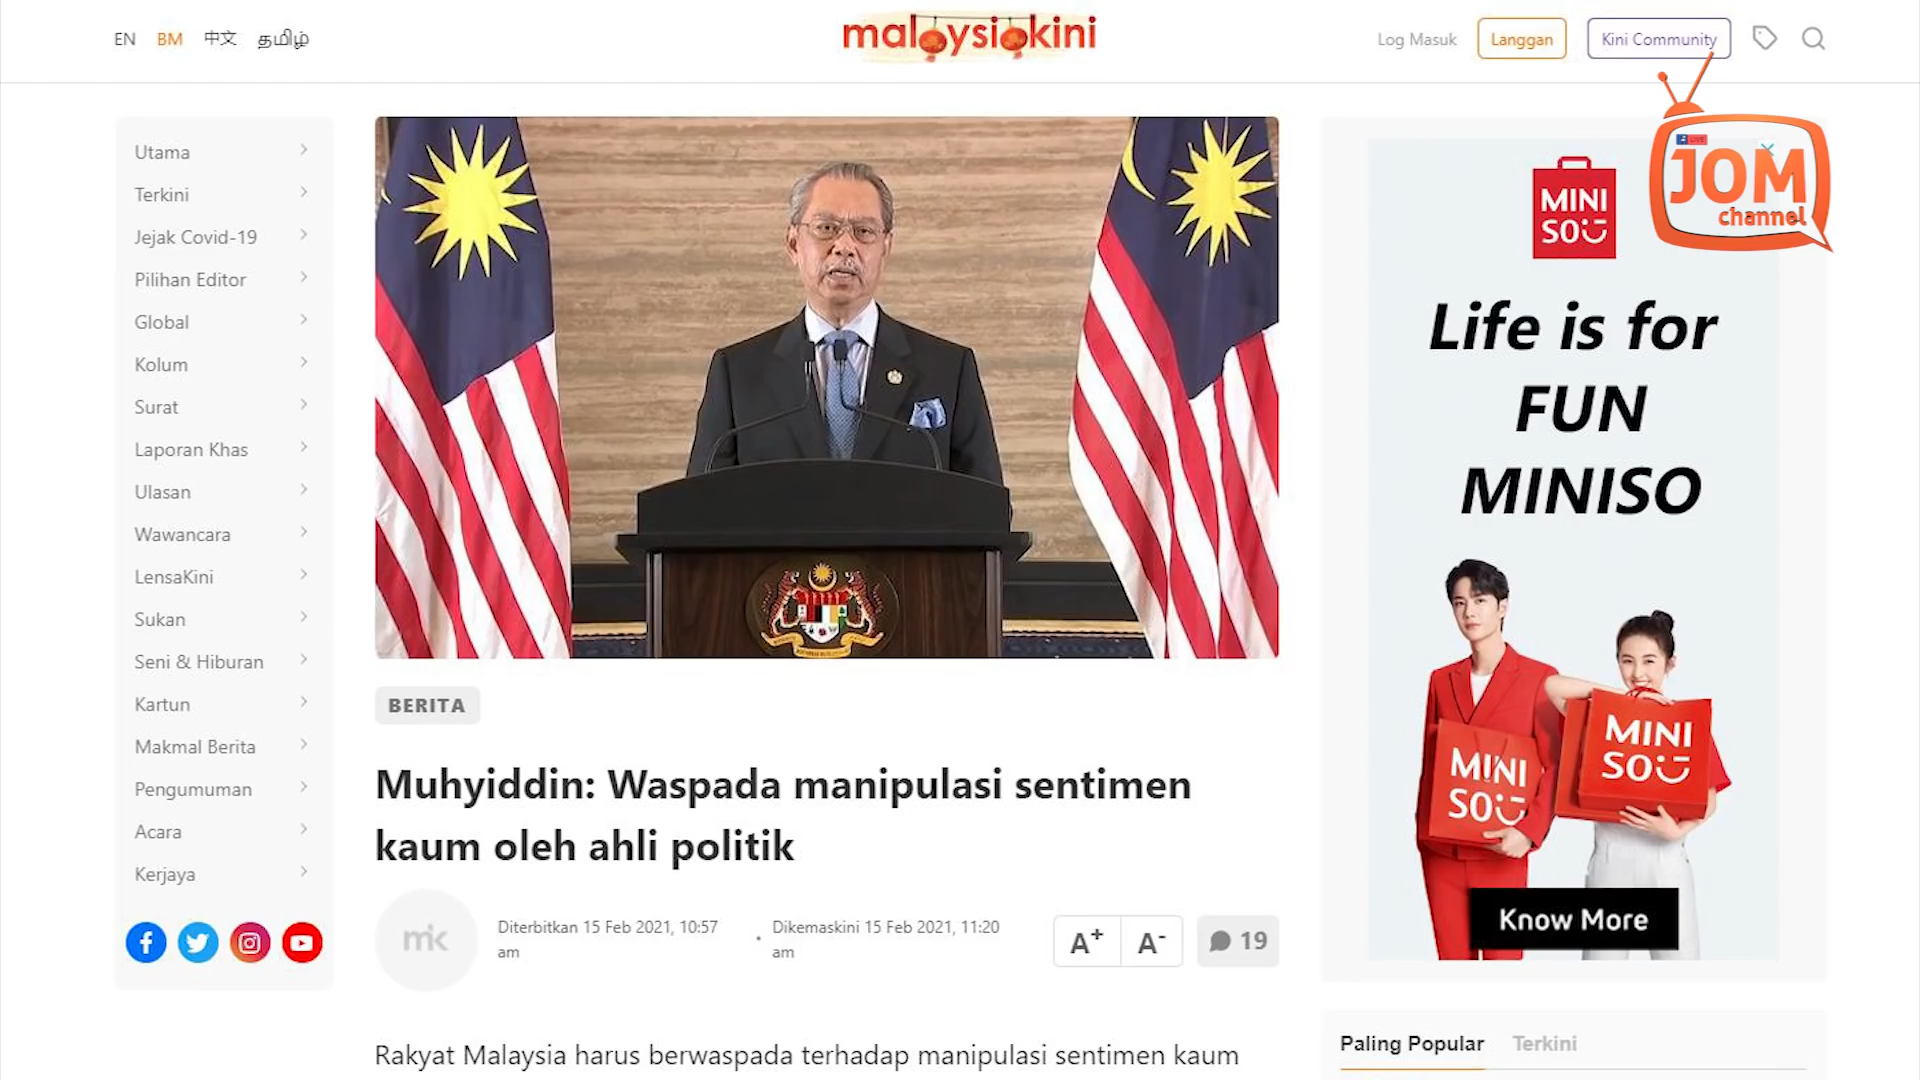 EN BM 中文 தமிழ்
malaysiakini
Log Masuk Langgan Kini Community
LIVE
JOM
channel
Utama
Terkini
Jejak Covid-19
Pilihan Editor
Global
Kolum
Surat
Laporan Khas
Ulasan
Wawancara
LensaKini
Sukan
Seni & Hiburan
Kartun
Makmal Berita
Pengumuman
Acara
Kerjaya
BERITA
Muhyiddin: Waspada manipulasi sentimen
kaum oleh ahli politik
mk
Diterbitkan 15 Feb 2021, 10:57
am
• Dikemaskini 15 Feb 2021, 11:20
am
A+ A- 19
Rakyat Malaysia harus berwaspada terhadap manipulasi sentimen kaum
MINI
SO
Life is for
FUN
MINISO
MINI
SO
MINI
SO
Know More
Paling Popular Terkini